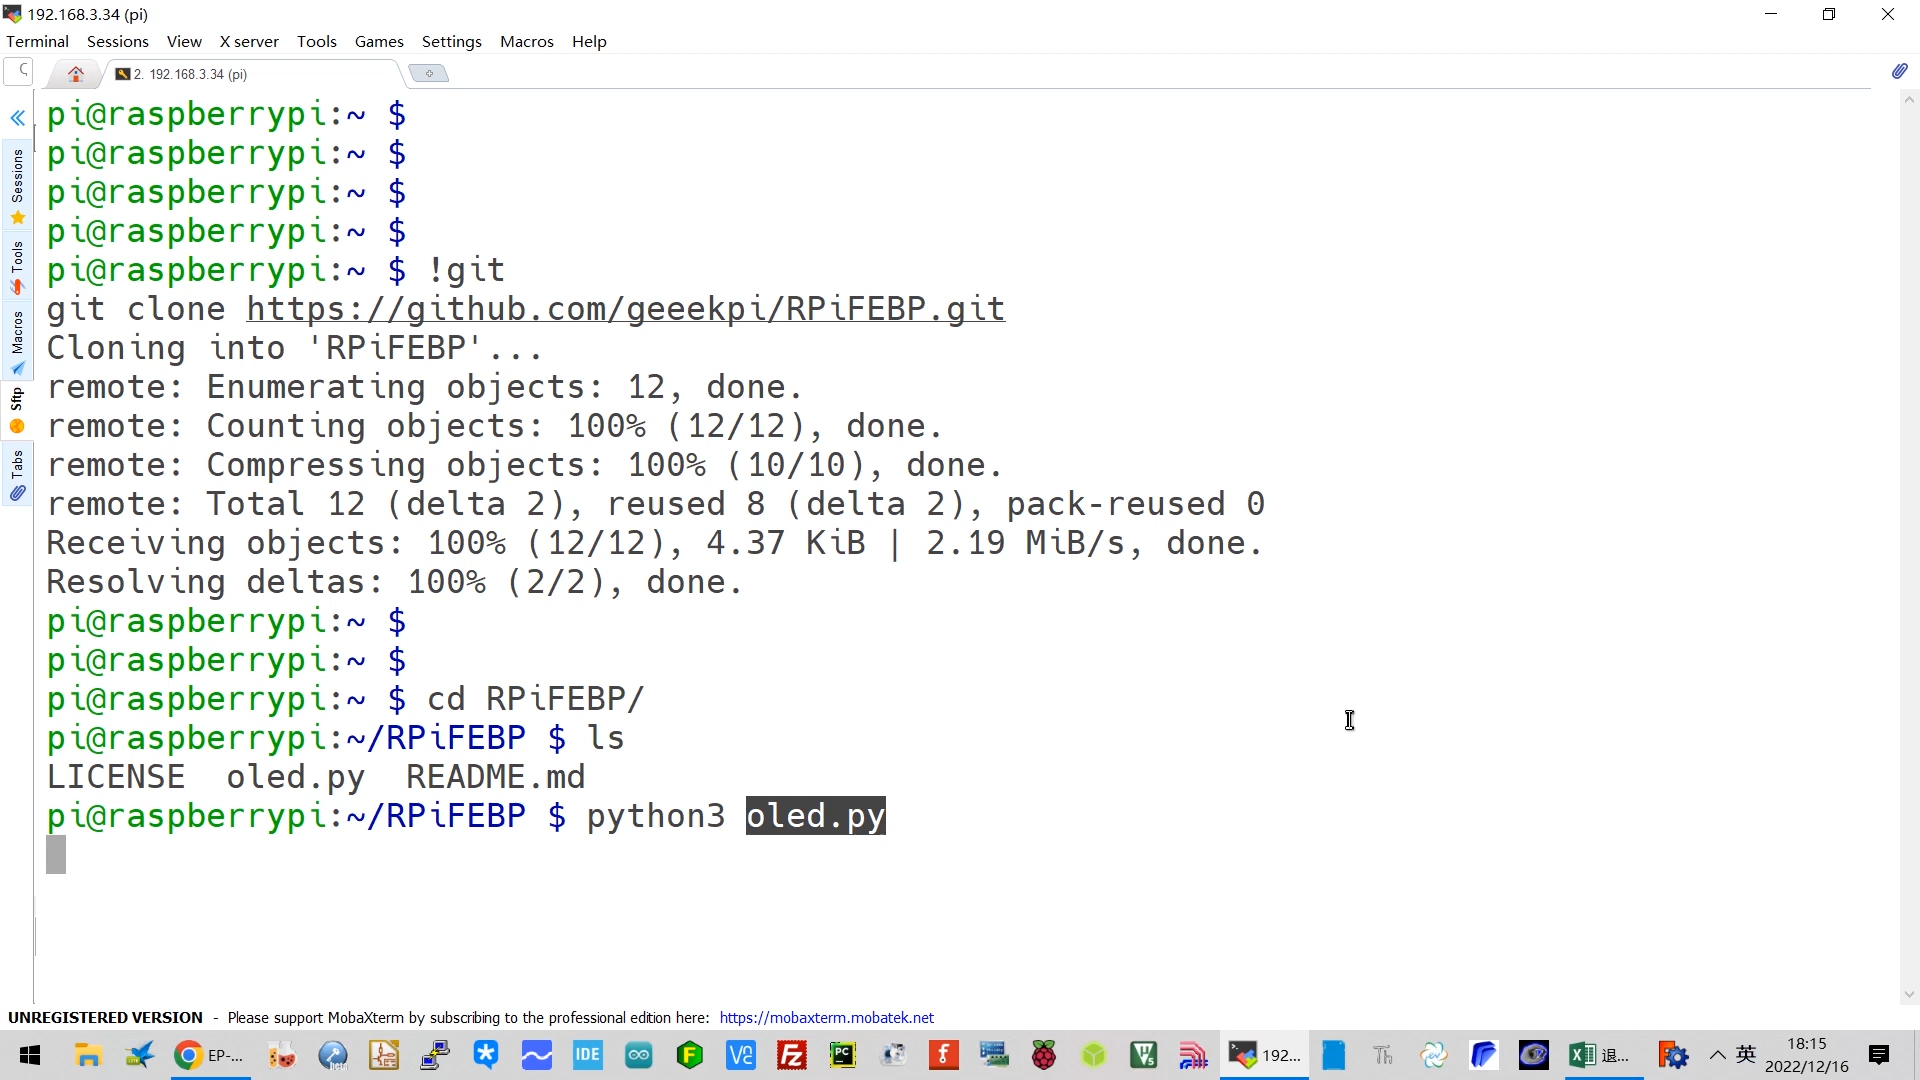 192.168.3.34 (pi)
Terminal Sessions View X server Tools Games Settings Macros Help
2. 192.168.3.34 (pi)
pi@raspberrypi:~ $
pi@raspberrypi:~ $
pi@raspberrypi:~ $
pi@raspberrypi:~ $
pi@raspberrypi:~ $ !git
git clone https://github.com/geeekpi/RPiFEBP.git
Cloning into 'RPiFEBP'...
remote: Enumerating objects: 12, done.
remote: Counting objects: 100% (12/12), done.
remote: Compressing objects: 100% (10/10), done.
remote: Total 12 (delta 2), reused 8 (delta 2), pack-reused 0
Receiving objects: 100% (12/12), 4.37 KiB | 2.19 MiB/s, done.
Resolving deltas: 100% (2/2), done.
pi@raspberrypi:~ $
pi@raspberrypi:~ $
pi@raspberrypi:~ $ cd RPiFEBP/
pi@raspberrypi:~/RPiFEBP $ ls
LICENSE oled.py README.md
pi@raspberrypi:~/RPiFEBP $ python3 oled.py
Sessions
Tools
Macros
Sftp
Tabs
UNREGISTERED VERSION - Please support MobaXterm by subscribing to the professional edition here: https://mobaxterm.mobatek.net
EP-... IDE PC Th 192... 退... 英
18:15
2022/12/16